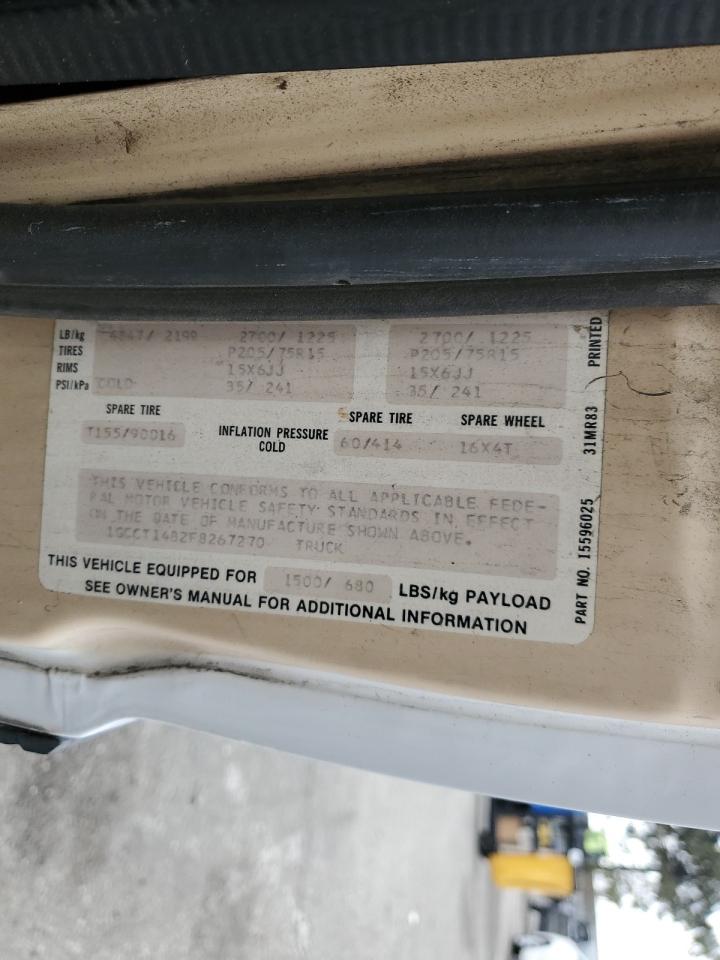 LB/kg 4847/ 2199 2700/ 1225 2700/ 1225
TIRES P205/75R15 P205/75R15
RIMS 15X6JJ 15X6JJ
PSI/kPa COLD 35/ 241 35/ 241
SPARE TIRE SPARE TIRE SPARE WHEEL
T155/90D16 INFLATION PRESSURE COLD 60/414 16X4T
THIS VEHICLE CONFORMS TO ALL APPLICABLE FEDE-
RAL MOTOR VEHICLE SAFETY STANDARDS IN EFFECT
ON THE DATE OF MANUFACTURE SHOWN ABOVE.
1GCCT14B2F8267270 TRUCK
THIS VEHICLE EQUIPPED FOR 1500/ 680 LBS/kg PAYLOAD
SEE OWNER'S MANUAL FOR ADDITIONAL INFORMATION
PART NO. 15596025 31MR83 PRINTED